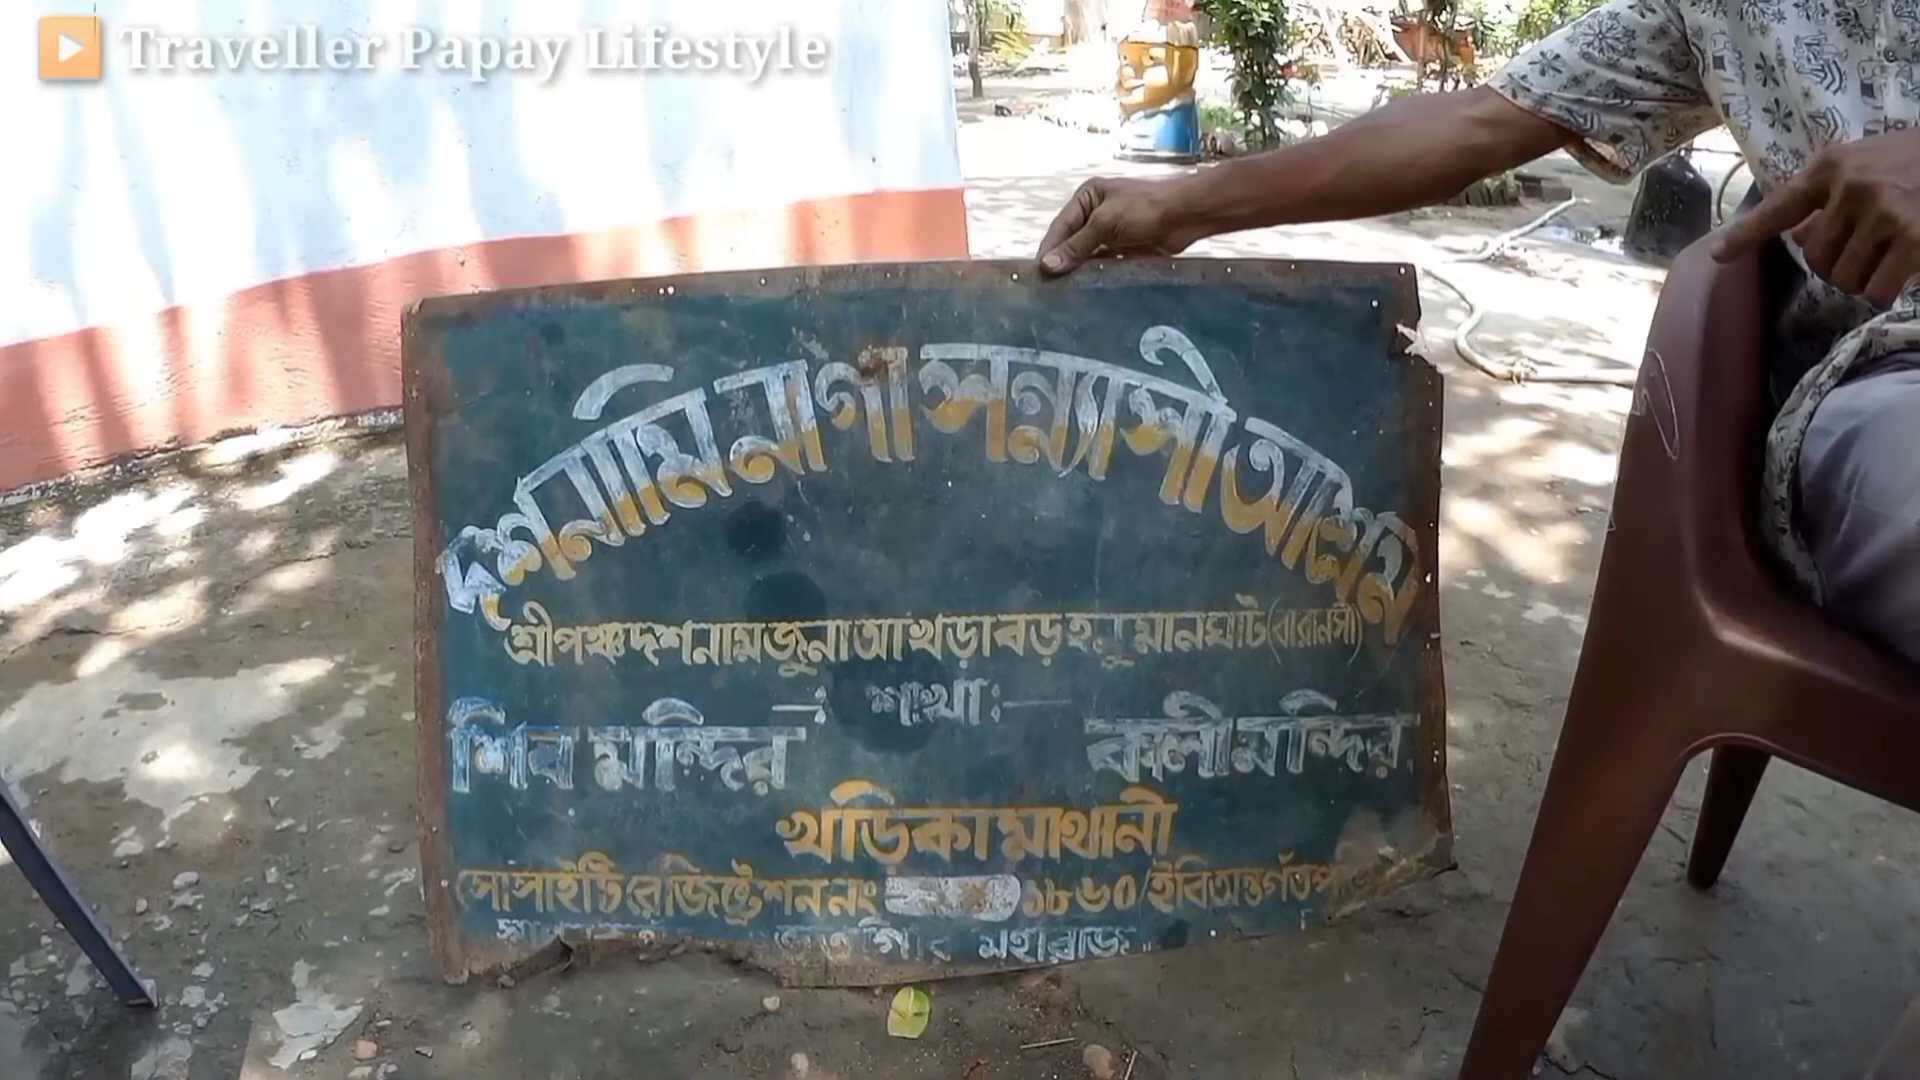 Traveller Papay Lifestyle
দশনামি নাগা সন্ন্যাসী আশ্রম
শ্রীপঞ্চদশনাম জুনা আখড়া বড় হনুমানঘাট (বারানসী)
—: শাখা :—
শিব মন্দির কালী মন্দির
খড়িকা মাথানী
সোসাইটি রেজিষ্ট্রেশন নং ১৮৬০/ইবি অন্তর্গত
মহারাজ